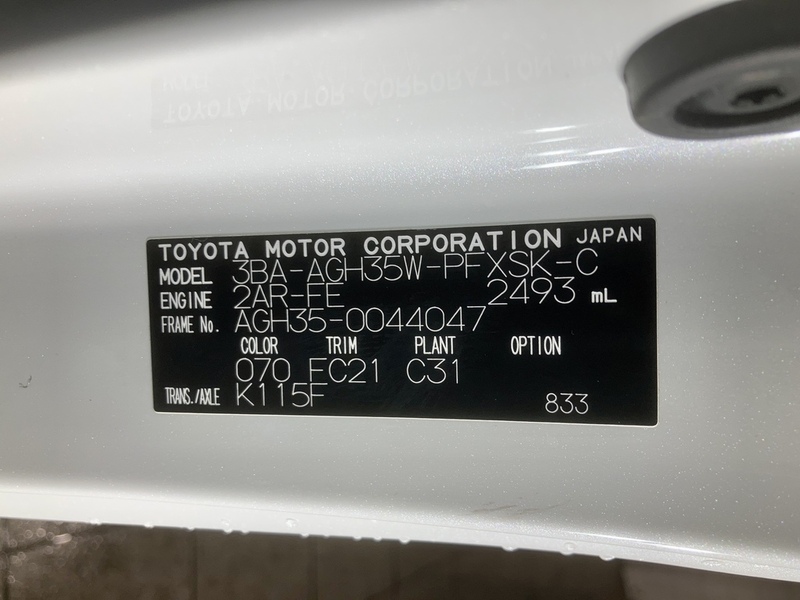 TOYOTA MOTOR CORPORATION JAPAN
MODEL 3BA-AGH35W-PFXSK-C
ENGINE 2AR-FE 2493 mL
FRAME No. AGH35-0044047
COLOR TRIM PLANT OPTION
070 FC21 C31
TRANS./AXLE K115F 833